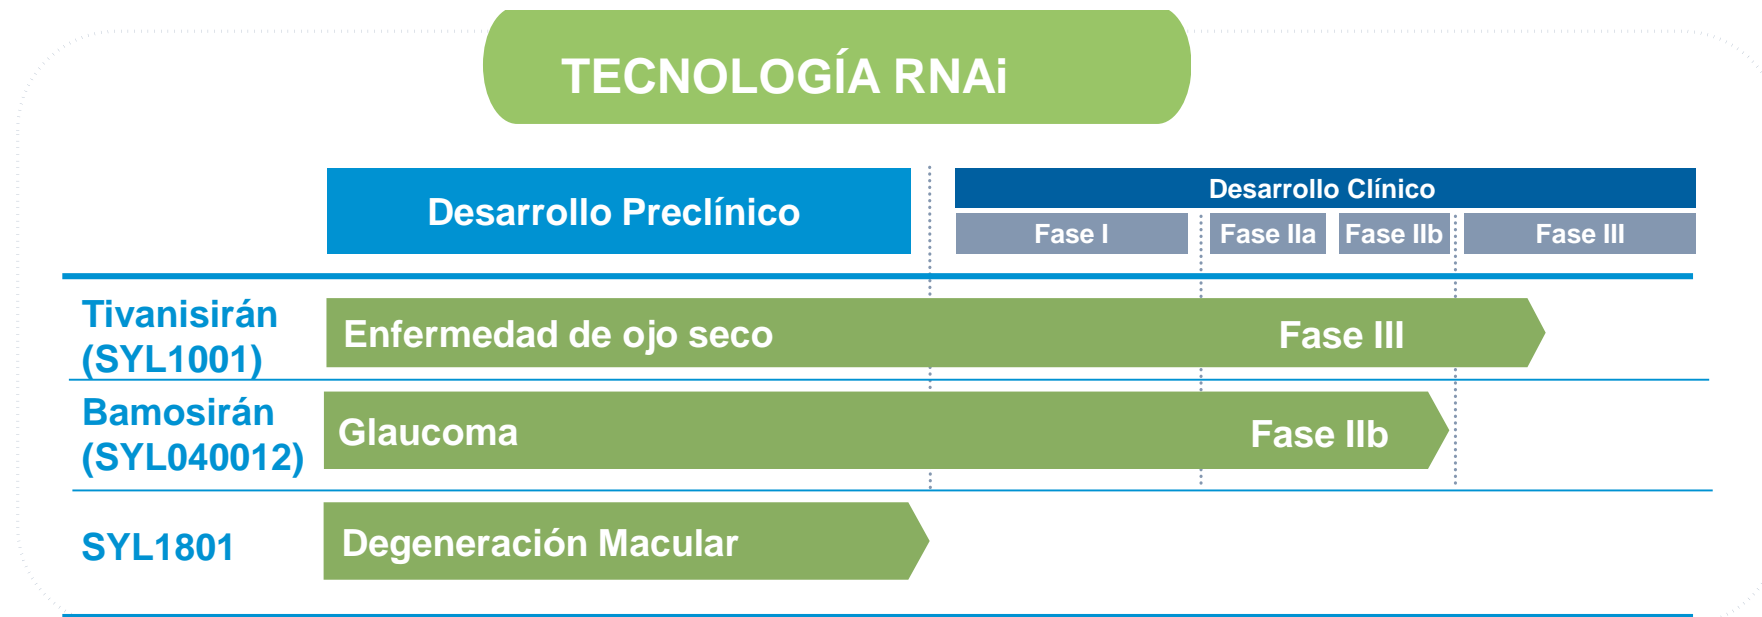 TECNOLOGÍA RNAi
Desarrollo Preclínico
Desarrollo Clínico
Fase I
Fase IIa
Fase IIb
Fase III
Tivanisirán
(SYL1001)
Enfermedad de ojo seco
Fase III
Bamosirán
(SYL040012)
Glaucoma
Fase IIb
SYL1801
Degeneración Macular